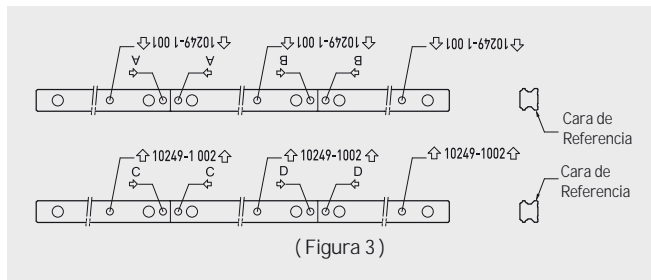 10249-1 001 10249-1 001 10249-1 001
A A B B
Cara de
Referencia
10249-1 002 10249-1002 10249-1002
C C D D
Cara de
Referencia
( Figura 3 )